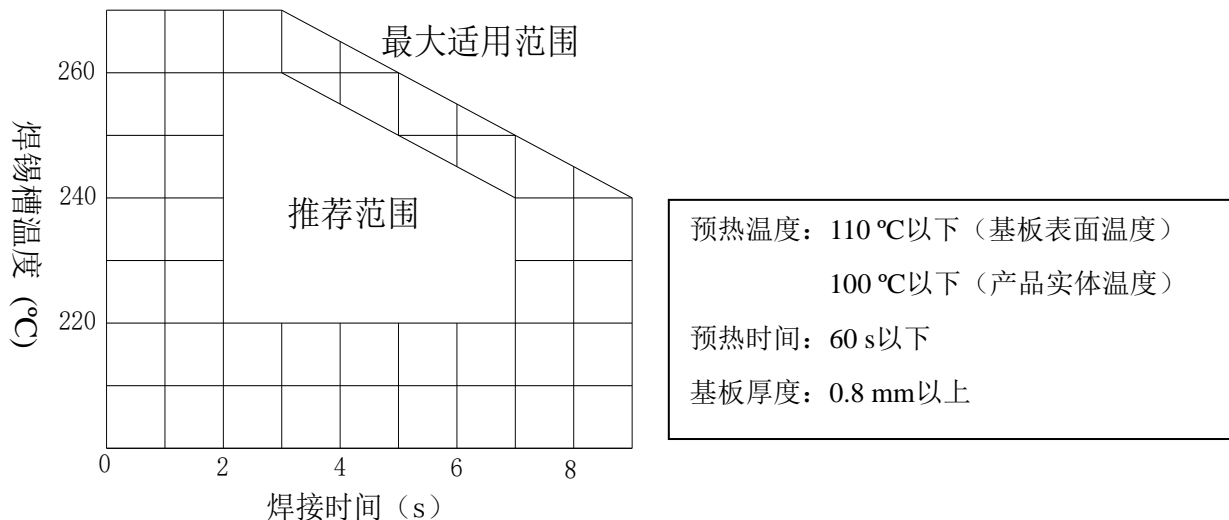 最大适用范围
260
240
220
焊锡槽温度 (ºC)
推荐范围
0 2 4 6 8
焊接时间（s）
预热温度：110 ºC以下（基板表面温度）
100 ºC以下（产品实体温度）
预热时间：60 s以下
基板厚度：0.8 mm以上